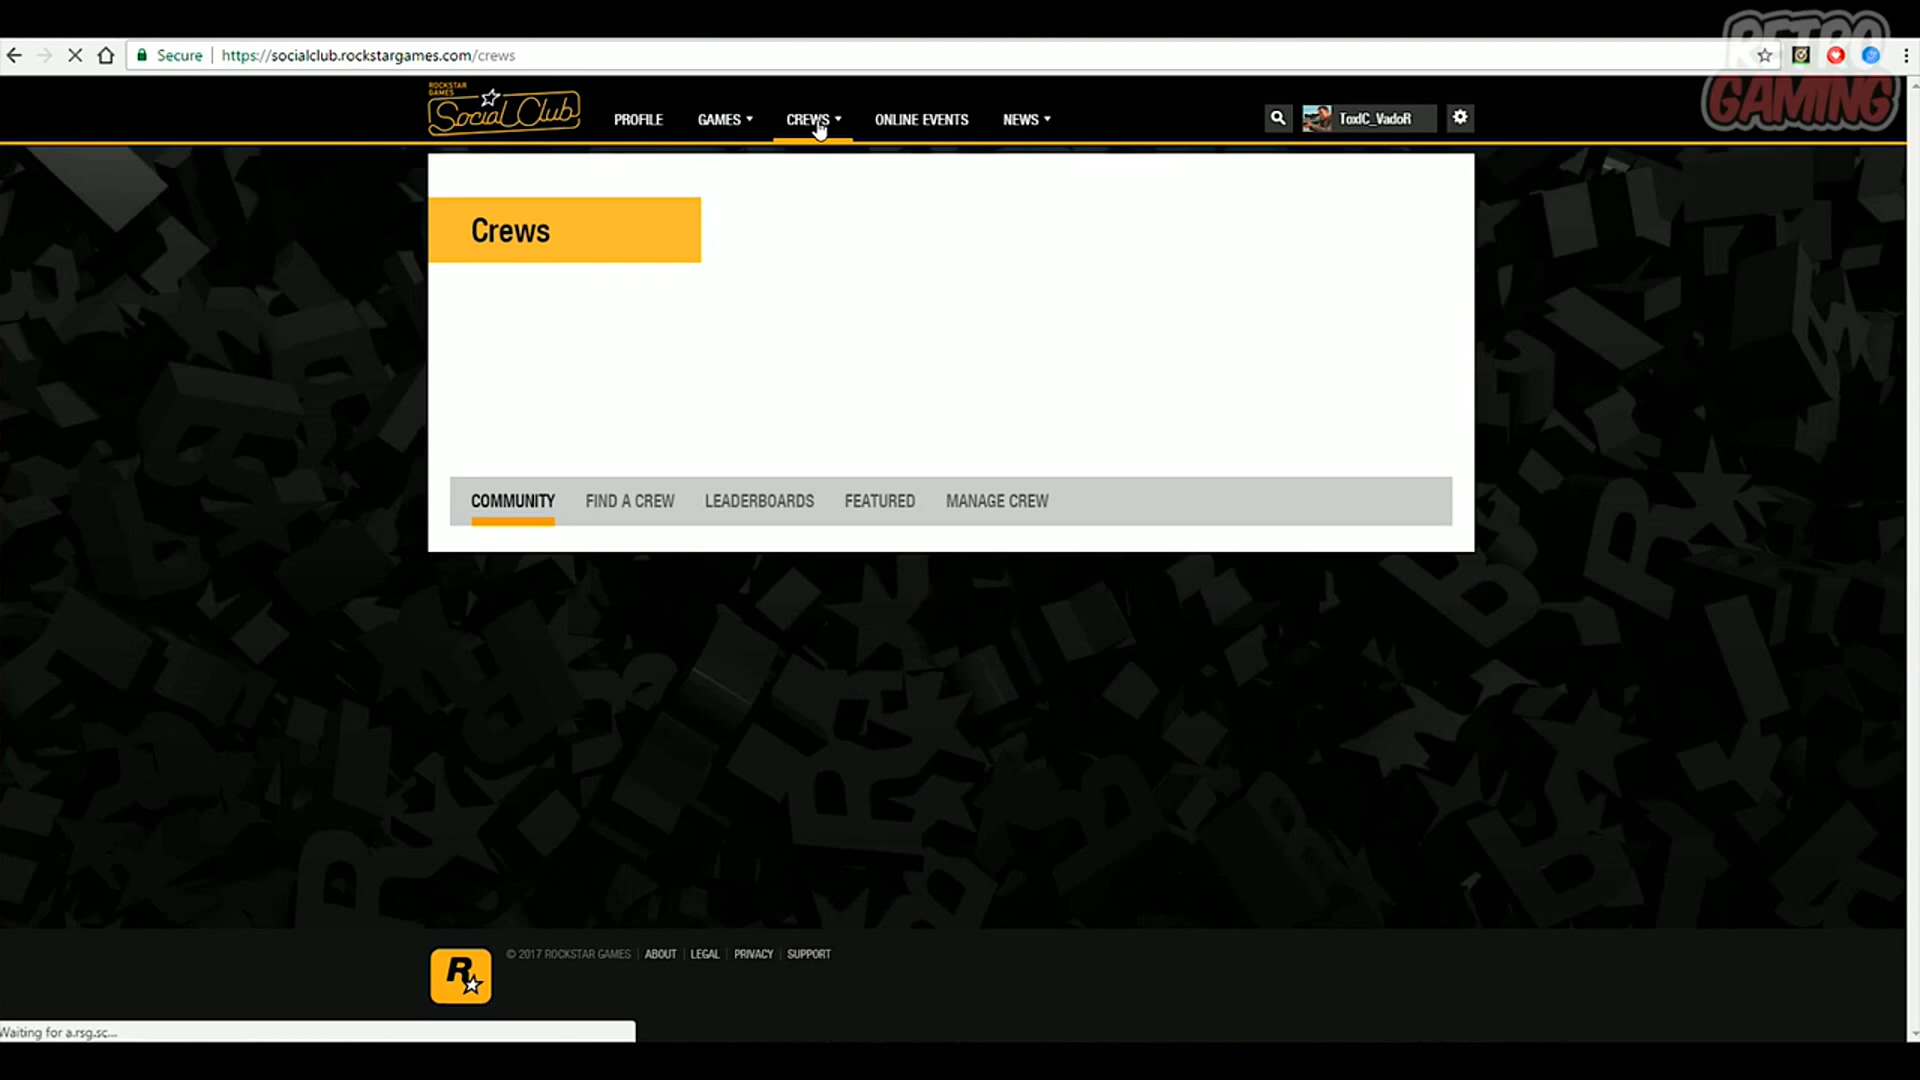 RETRO
GAMING
Secure | https://socialclub.rockstargames.com/crews
ROCKSTAR
GAMES
Social Club
PROFILE GAMES CREWS ONLINE EVENTS NEWS ToxIC_VadoR
Crews
COMMUNITY FIND A CREW LEADERBOARDS FEATURED MANAGE CREW
R
© 2017 ROCKSTAR GAMES | ABOUT | LEGAL | PRIVACY | SUPPORT
Waiting for a.rsg.sc...